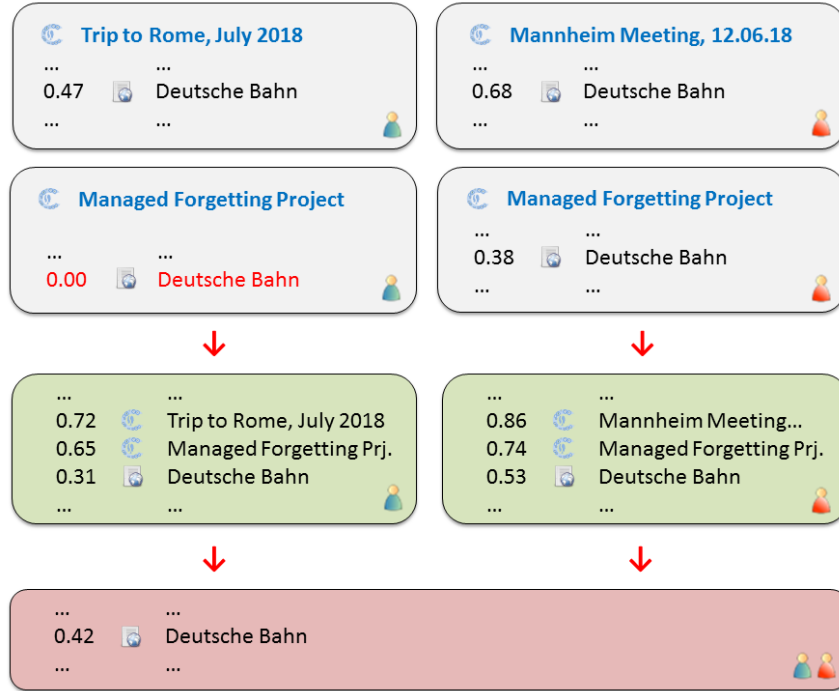 Trip to Rome, July 2018
... ...
0.47 Deutsche Bahn
... ...
Mannheim Meeting, 12.06.18
... ...
0.68 Deutsche Bahn
... ...
Managed Forgetting Project
... ...
0.00 Deutsche Bahn
Managed Forgetting Project
... ...
0.38 Deutsche Bahn
... ...
... ...
0.72 Trip to Rome, July 2018
0.65 Managed Forgetting Prj.
0.31 Deutsche Bahn
... ...
... ...
0.86 Mannheim Meeting...
0.74 Managed Forgetting Prj.
0.53 Deutsche Bahn
... ...
... ...
0.42 Deutsche Bahn
... ...